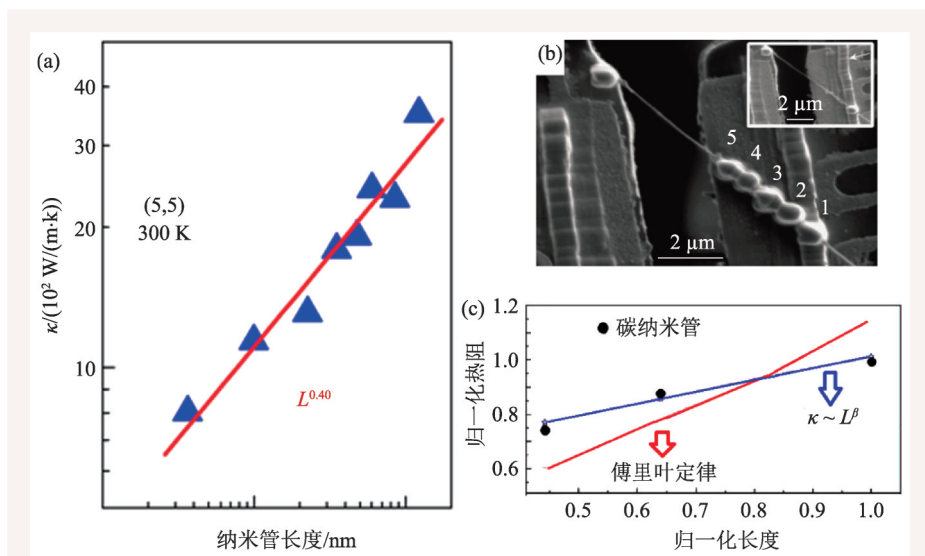 (a)
40
30
20
10
κ/(10² W/(m·k))
(5,5)
300 K
L^0.40
纳米管长度/nm
(b)
2 μm
5
4
3
2
1
2 μm
(c)
1.2
1.0
0.8
0.6
归一化热阻
碳纳米管
κ ~ L^β
傅里叶定律
0.5 0.6 0.7 0.8 0.9 1.0
归一化长度